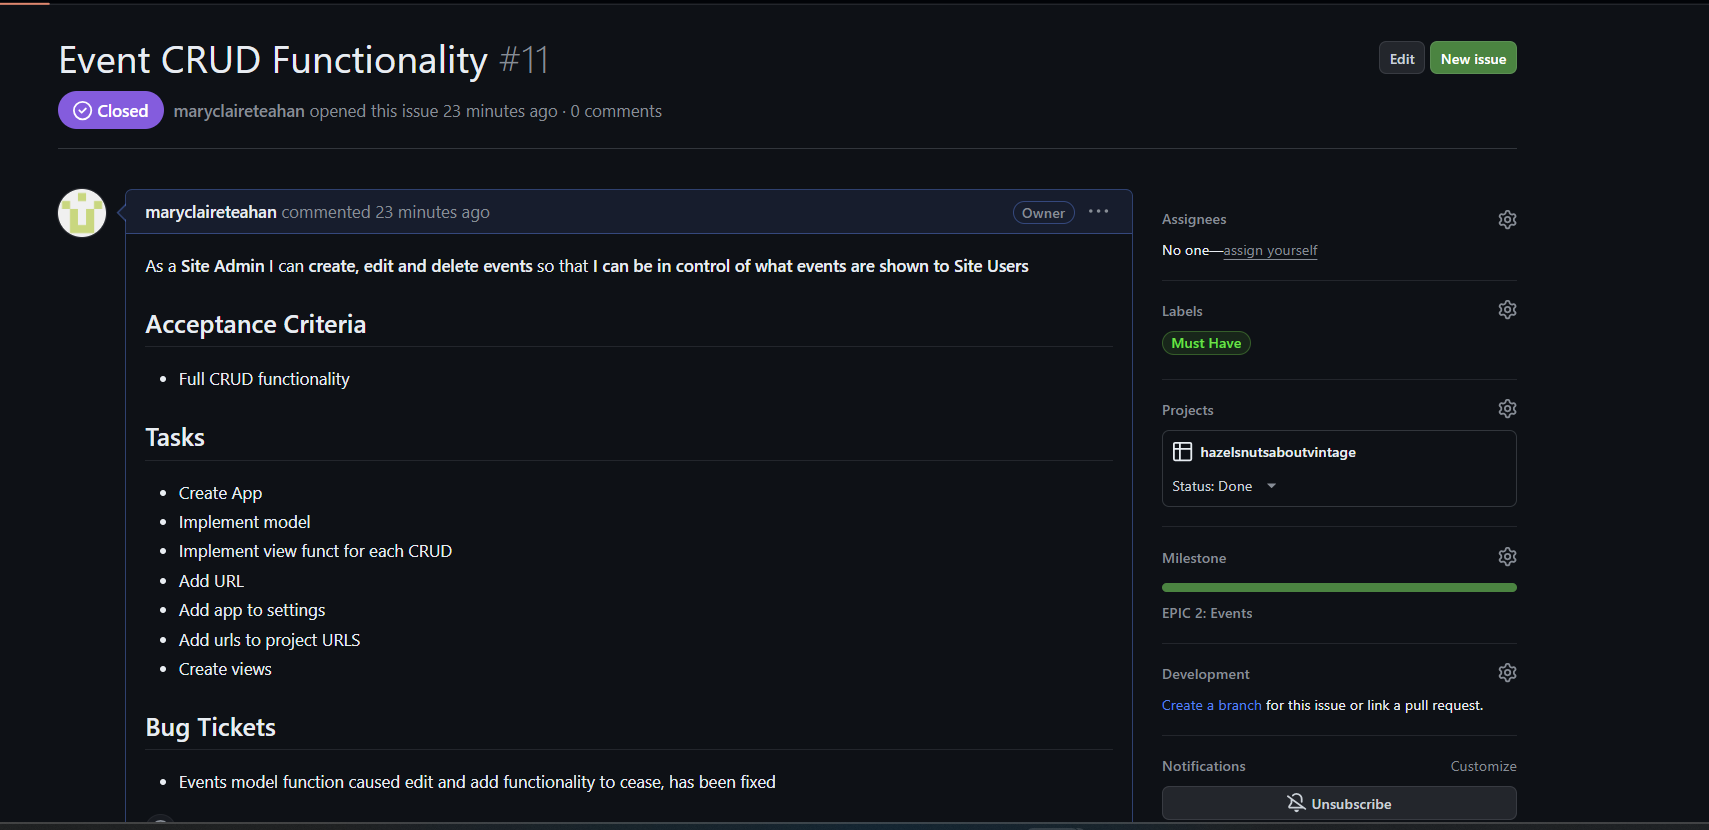 Event CRUD Functionality #11
Edit
New issue
Closed
maryclaireteahan opened this issue 23 minutes ago · 0 comments
maryclaireteahan commented 23 minutes ago
Owner
As a Site Admin I can create, edit and delete events so that I can be in control of what events are shown to Site Users
Acceptance Criteria
• Full CRUD functionality
Tasks
• Create App
• Implement model
• Implement view funct for each CRUD
• Add URL
• Add app to settings
• Add urls to project URLS
• Create views
Bug Tickets
• Events model function caused edit and add functionality to cease, has been fixed
Assignees
No one—assign yourself
Labels
Must Have
Projects
hazelsnutsaboutvintage
Status: Done
Milestone
EPIC 2: Events
Development
Create a branch for this issue or link a pull request.
Notifications
Customize
Unsubscribe